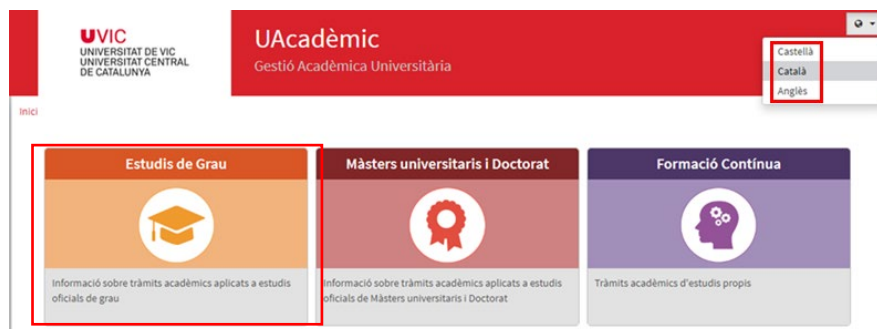 UVIC
UNIVERSITAT DE VIC
UNIVERSITAT CENTRAL
DE CATALUNYA
UAcadèmic
Gestió Acadèmica Universitària
Castellà
Català
Anglès
Inici
Estudis de Grau
Informació sobre tràmits acadèmics aplicats a estudis
oficials de grau
Màsters universitaris i Doctorat
Informació sobre tràmits acadèmics aplicats a estudis
oficials de Màsters universitaris i Doctorat
Formació Contínua
Tràmits acadèmics d'estudis propis